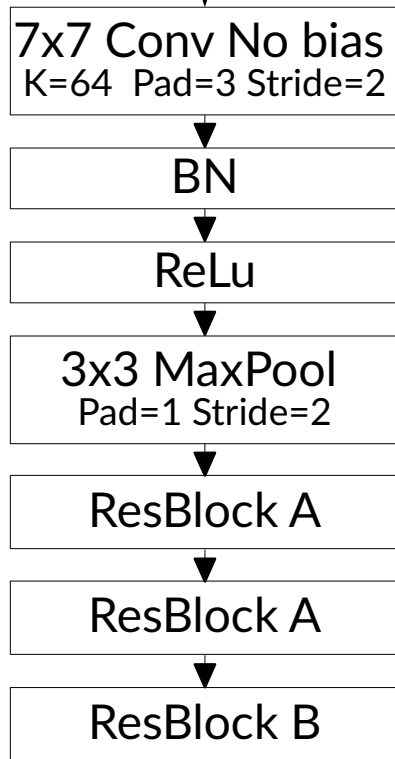 7x7 Conv No bias
K=64 Pad=3 Stride=2
BN
ReLu
3x3 MaxPool
Pad=1 Stride=2
ResBlock A
ResBlock A
ResBlock B